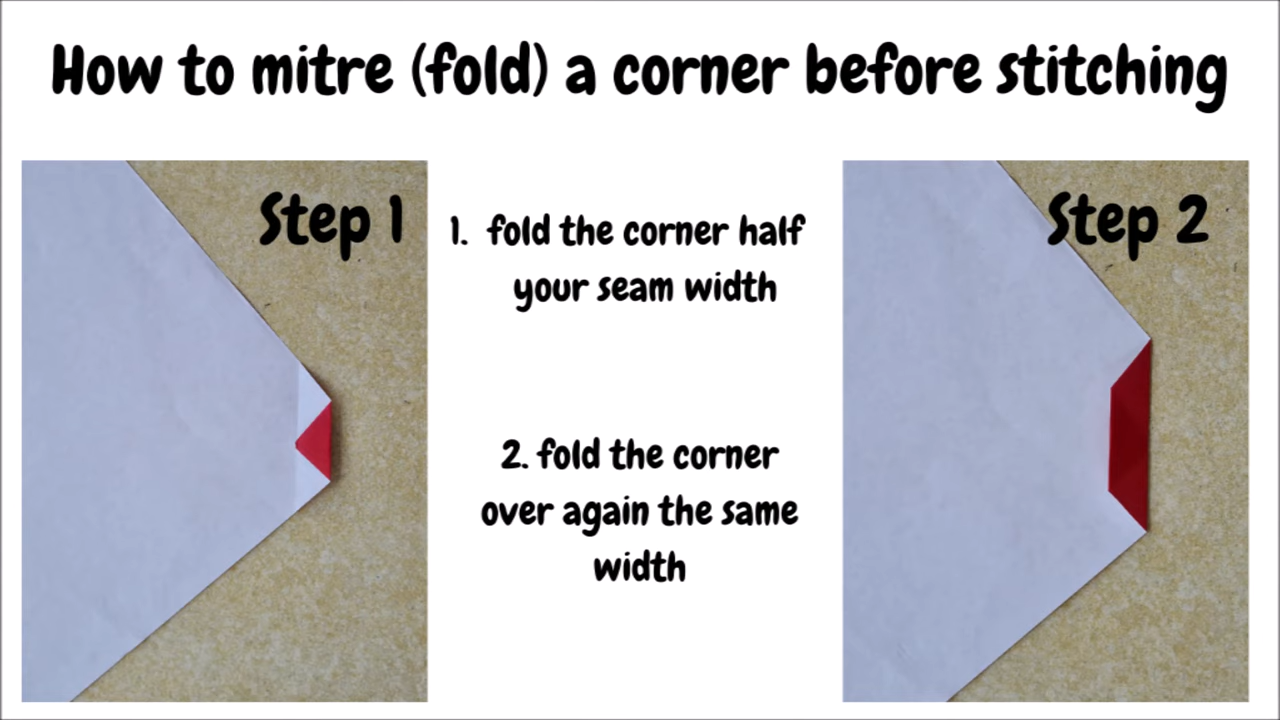 How to mitre (fold) a corner before stitching
Step 1
1. fold the corner half
your seam width
2. fold the corner
over again the same
width
Step 2